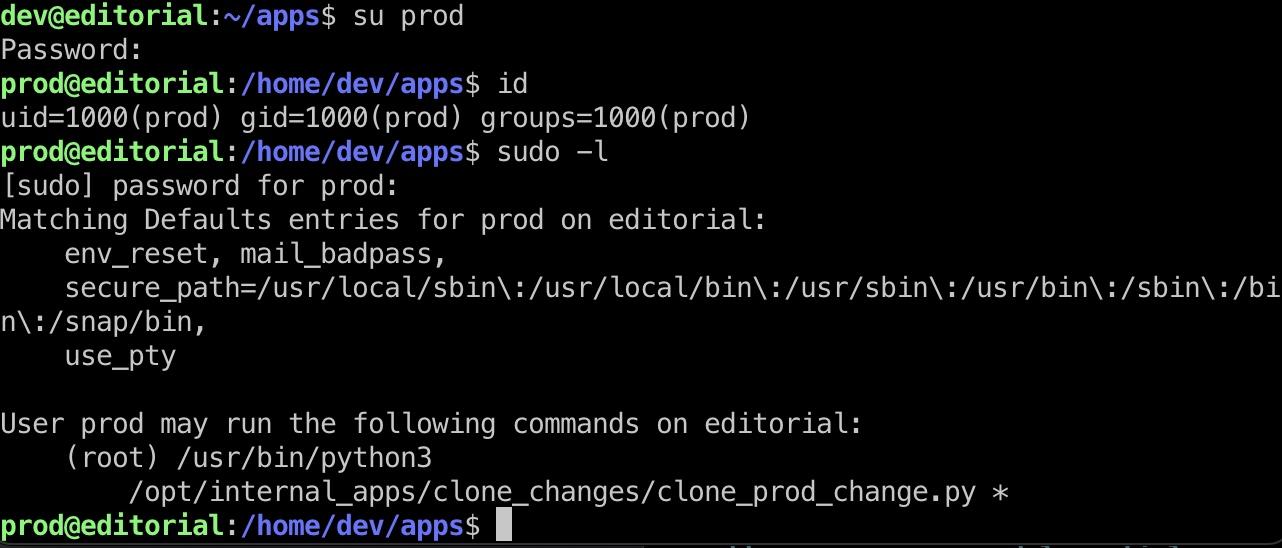 dev@editorial:~/apps$ su prod
Password:
prod@editorial:/home/dev/apps$ id
uid=1000(prod) gid=1000(prod) groups=1000(prod)
prod@editorial:/home/dev/apps$ sudo -l
[sudo] password for prod:
Matching Defaults entries for prod on editorial:
    env_reset, mail_badpass,
    secure_path=/usr/local/sbin\:/usr/local/bin\:/usr/sbin\:/usr/bin\:/sbin\:/bi
n\:/snap/bin,
    use_pty

User prod may run the following commands on editorial:
    (root) /usr/bin/python3
        /opt/internal_apps/clone_changes/clone_prod_change.py *
prod@editorial:/home/dev/apps$